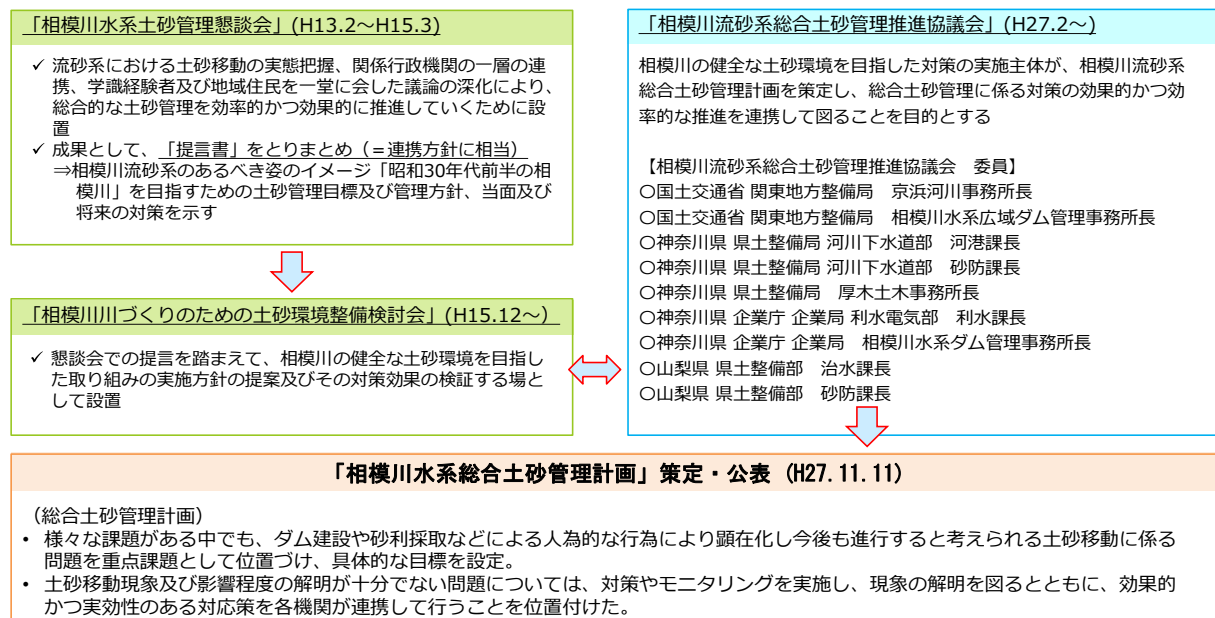 「相模川水系土砂管理懇談会」(H13.2～H15.3)
✓ 流砂系における土砂移動の実態把握、関係行政機関の一層の連
携、学識経験者及び地域住民を一堂に会した議論の深化により、
総合的な土砂管理を効率的かつ効果的に推進していくために設
置
✓ 成果として、「提言書」をとりまとめ（＝連携方針に相当）
⇒相模川流砂系のあるべき姿のイメージ「昭和30年代前半の相
模川」を目指すための土砂管理目標及び管理方針、当面及び
将来の対策を示す
「相模川川づくりのための土砂環境整備検討会」(H15.12～）
✓ 懇談会での提言を踏まえて、相模川の健全な土砂環境を目指し
た取り組みの実施方針の提案及びその対策効果の検証する場と
して設置
「相模川流砂系総合土砂管理推進協議会」(H27.2～)
相模川の健全な土砂環境を目指した対策の実施主体が、相模川流砂系
総合土砂管理計画を策定し、総合土砂管理に係る対策の効果的かつ効
率的な推進を連携して図ることを目的とする
【相模川流砂系総合土砂管理推進協議会　委員】
〇国土交通省 関東地方整備局　京浜河川事務所長
〇国土交通省 関東地方整備局　相模川水系広域ダム管理事務所長
〇神奈川県 県土整備局 河川下水道部　河港課長
〇神奈川県 県土整備局 河川下水道部　砂防課長
〇神奈川県 県土整備局　厚木土木事務所長
〇神奈川県 企業庁 企業局 利水電気部　利水課長
〇神奈川県 企業庁 企業局　相模川水系ダム管理事務所長
〇山梨県 県土整備部　治水課長
〇山梨県 県土整備部　砂防課長
「相模川水系総合土砂管理計画」策定・公表（H27.11.11）
（総合土砂管理計画）
• 様々な課題がある中でも、ダム建設や砂利採取などによる人為的な行為により顕在化し今後も進行すると考えられる土砂移動に係る
問題を重点課題として位置づけ、具体的な目標を設定。
• 土砂移動現象及び影響程度の解明が十分でない問題については、対策やモニタリングを実施し、現象の解明を図るとともに、効果的
かつ実効性のある対応策を各機関が連携して行うことを位置付けた。